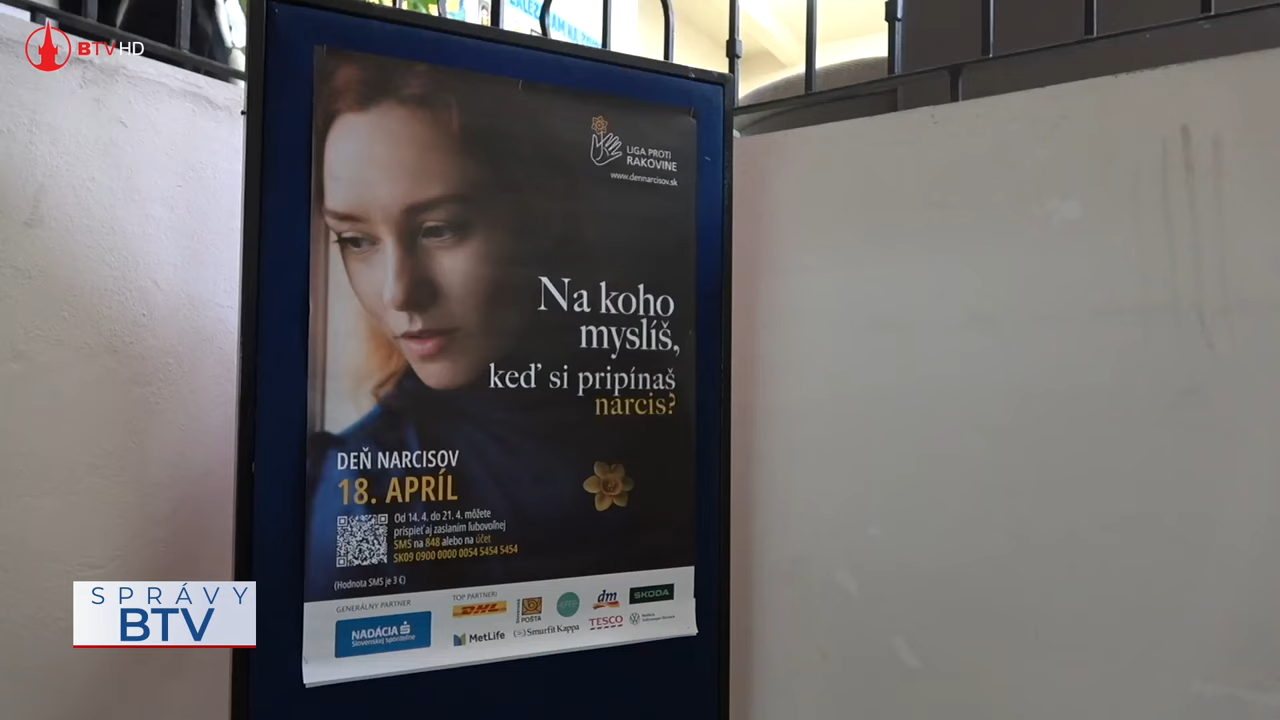 BTV HD
LIGA PROTI
RAKOVINE
www.dennarcisov.sk
Na koho
myslíš,
keď si pripínaš
narcis?
DEŇ NARCISOV
18. APRÍL
Od 14. 4. do 21. 4. môžete
prispieť aj zaslaním ľubovoľnej
SMS na 848 alebo na účet
SK09 0900 0000 0054 5454 5454
(Hodnota SMS je 3 €)
GENERÁLNY PARTNER
TOP PARTNERI
NADÁCIA
Slovenskej sporiteľne
DHL
POŠTA
dm
ŠKODA
MetLife
Smurfit Kappa
TESCO
SPRÁVY
BTV